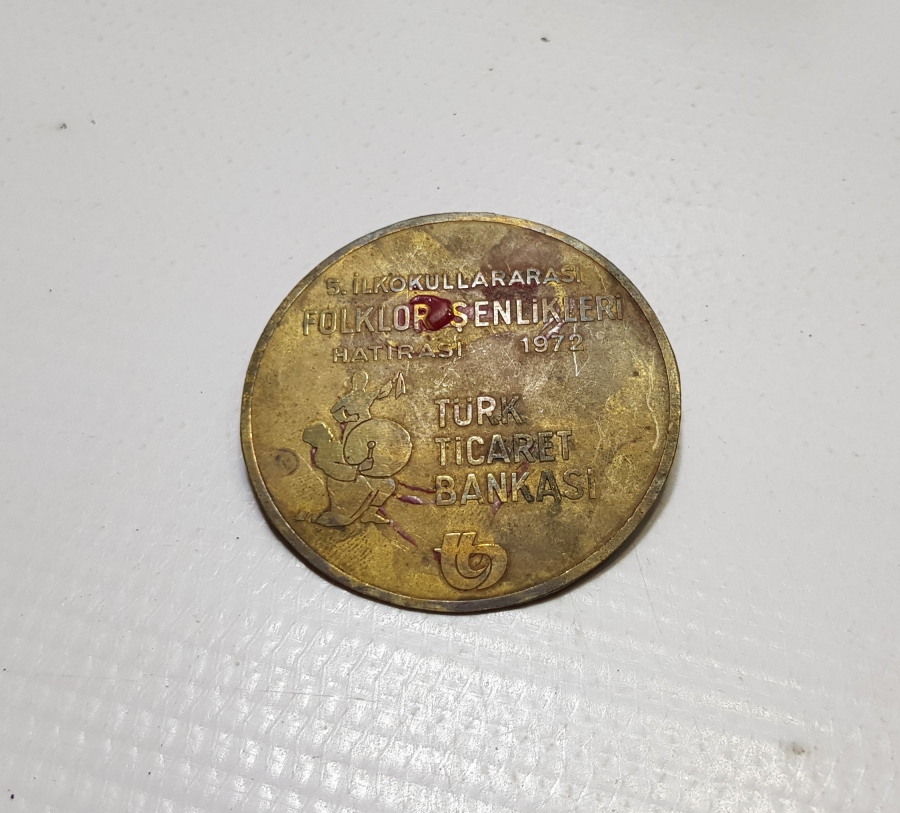 5. İLKOKULLARARASI
FOLKLOR ŞENLİKLERİ
HATIRASI 1972
TÜRK
TİCARET
BANKASI